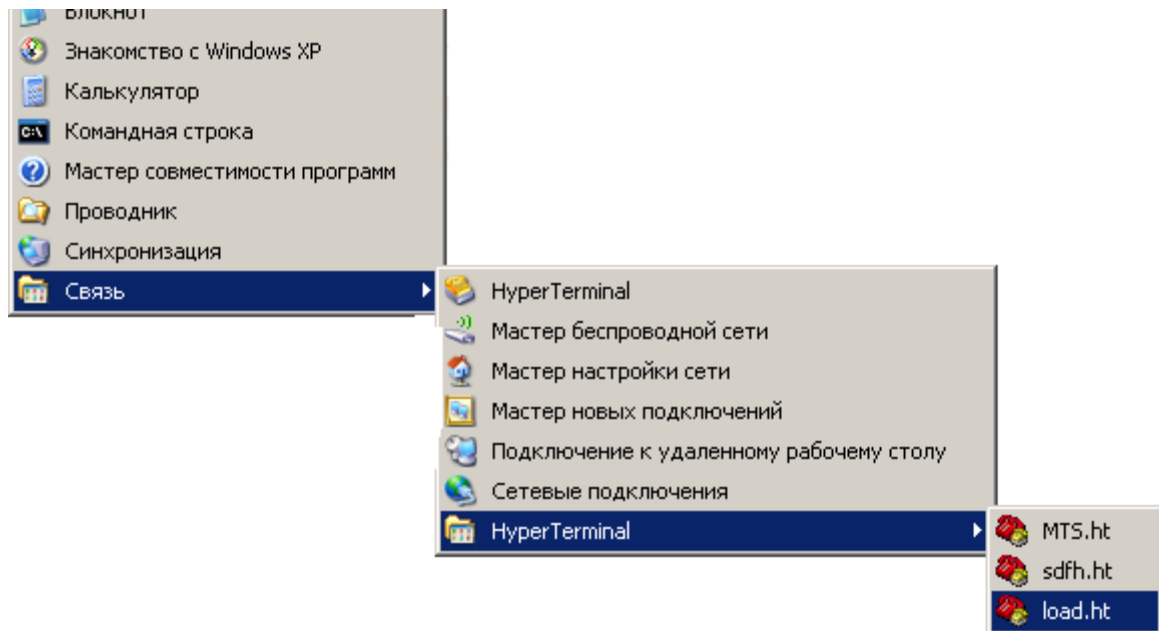 Блокнот
Знакомство с Windows XP
Калькулятор
Командная строка
Мастер совместимости программ
Проводник
Синхронизация
Связь
HyperTerminal
Мастер беспроводной сети
Мастер настройки сети
Мастер новых подключений
Подключение к удаленному рабочему столу
Сетевые подключения
HyperTerminal
MTS.ht
sdfh.ht
load.ht